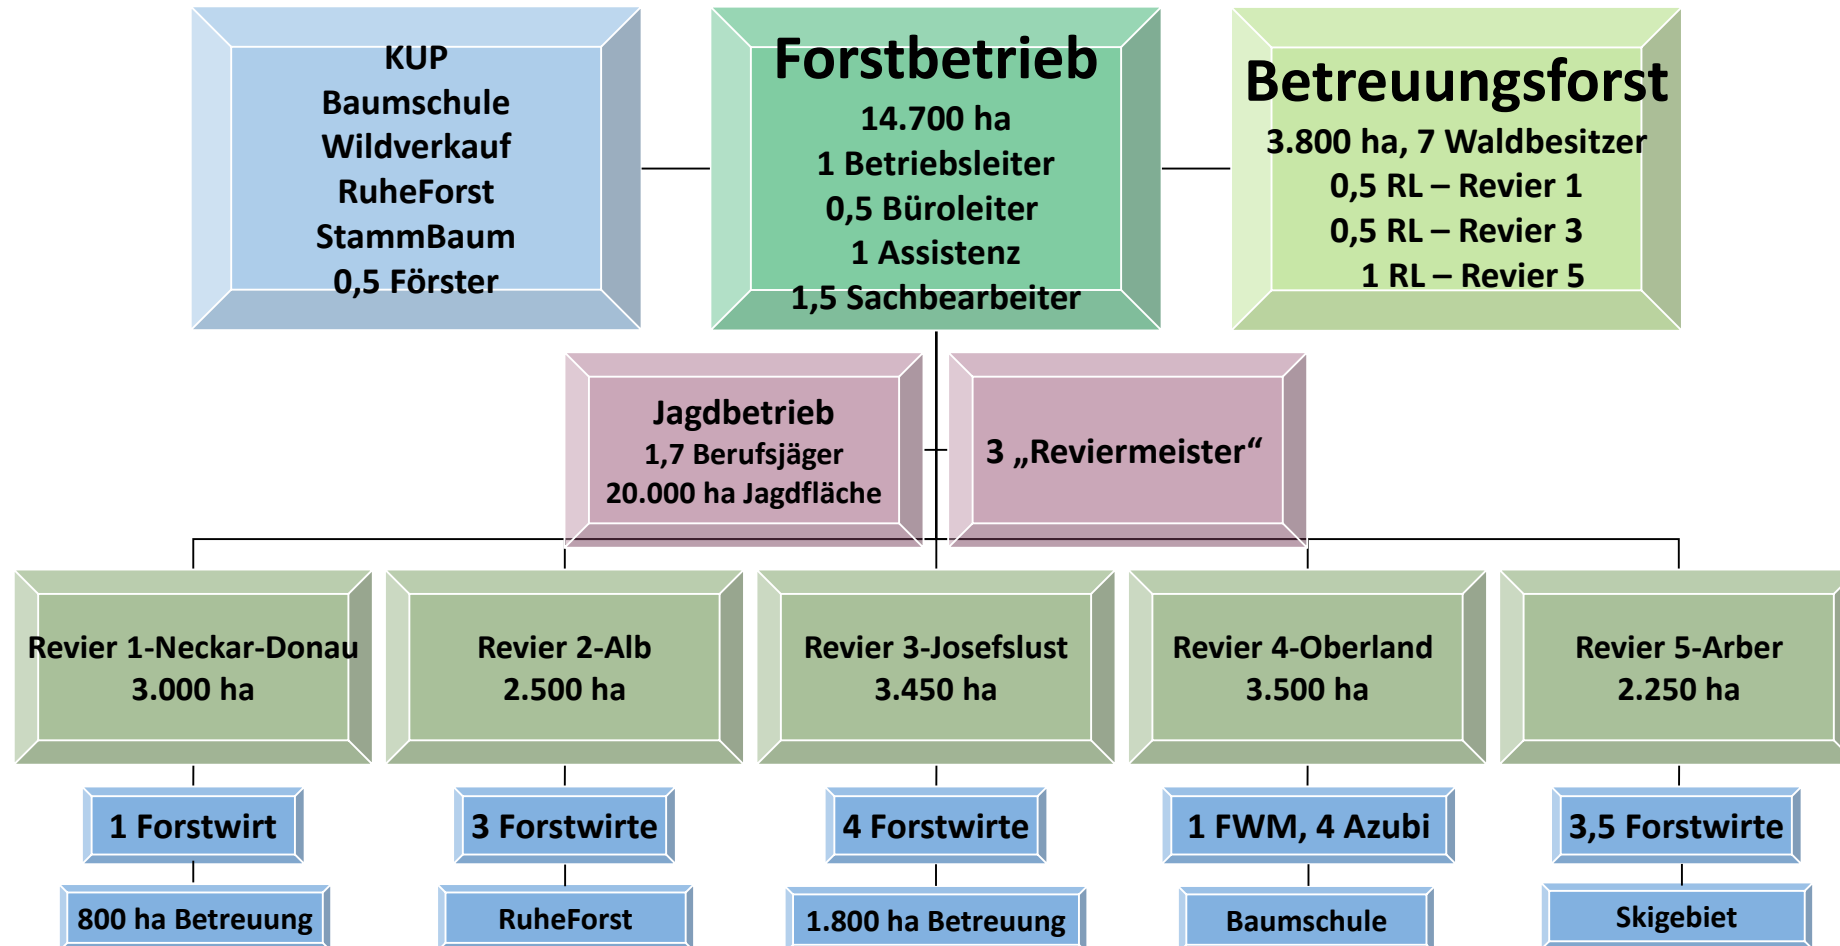 KUP
Baumschule
Wildverkauf
RuheForst
StammBaum
0,5 Förster
Forstbetrieb
14.700 ha
1 Betriebsleiter
0,5 Büroleiter
1 Assistenz
1,5 Sachbearbeiter
Betreuungsforst
3.800 ha, 7 Waldbesitzer
0,5 RL – Revier 1
0,5 RL – Revier 3
1 RL – Revier 5
Jagdbetrieb
1,7 Berufsjäger
20.000 ha Jagdfläche
3 „Reviermeister“
Revier 1-Neckar-Donau
3.000 ha
Revier 2-Alb
2.500 ha
Revier 3-Josefslust
3.450 ha
Revier 4-Oberland
3.500 ha
Revier 5-Arber
2.250 ha
1 Forstwirt
3 Forstwirte
4 Forstwirte
1 FWM, 4 Azubi
3,5 Forstwirte
800 ha Betreuung
RuheForst
1.800 ha Betreuung
Baumschule
Skigebiet